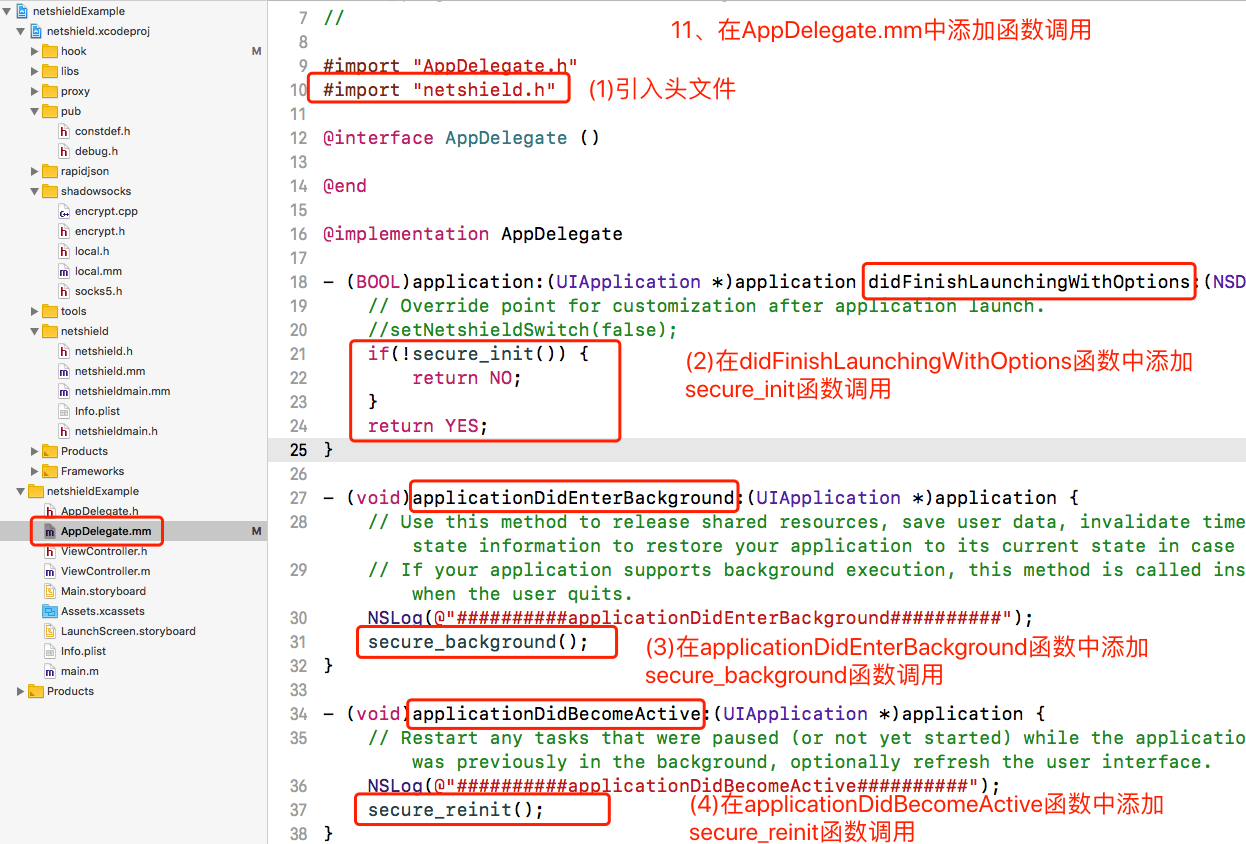 netshieldExample
netshield.xcodeproj
hook M
libs
proxy
pub
constdef.h
debug.h
rapidjson
shadowsocks
encrypt.cpp
encrypt.h
local.h
local.mm
socks5.h
tools
netshield
netshield.h
netshield.mm
netshieldmain.mm
Info.plist
netshieldmain.h
Products
Frameworks
netshieldExample
AppDelegate.h
AppDelegate.mm M
ViewController.h
ViewController.m
Main.storyboard
Assets.xcassets
LaunchScreen.storyboard
Info.plist
main.m
Products
7 //
11、在AppDelegate.mm中添加函数调用
8
9 #import "AppDelegate.h"
10 #import "netshield.h"
(1)引入头文件
11
12 @interface AppDelegate ()
13
14 @end
15
16 @implementation AppDelegate
17
18 - (BOOL)application:(UIApplication *)application didFinishLaunchingWithOptions:(NSD
19 // Override point for customization after application launch.
20 //setNetshieldSwitch(false);
21 if(!secure_init()) {
22 return NO;
23 }
24 return YES;
(2)在didFinishLaunchingWithOptions函数中添加
secure_init函数调用
25 }
26
27 - (void)applicationDidEnterBackground:(UIApplication *)application {
28 // Use this method to release shared resources, save user data, invalidate time
state information to restore your application to its current state in case
29 // If your application supports background execution, this method is called ins
when the user quits.
30 NSLog(@"##########applicationDidEnterBackground##########");
31 secure_background();
(3)在applicationDidEnterBackground函数中添加
secure_background函数调用
32 }
33
34 - (void)applicationDidBecomeActive:(UIApplication *)application {
35 // Restart any tasks that were paused (or not yet started) while the applicatio
was previously in the background, optionally refresh the user interface.
36 NSLog(@"##########applicationDidBecomeActive##########");
37 secure_reinit();
(4)在applicationDidBecomeActive函数中添加
secure_reinit函数调用
38 }